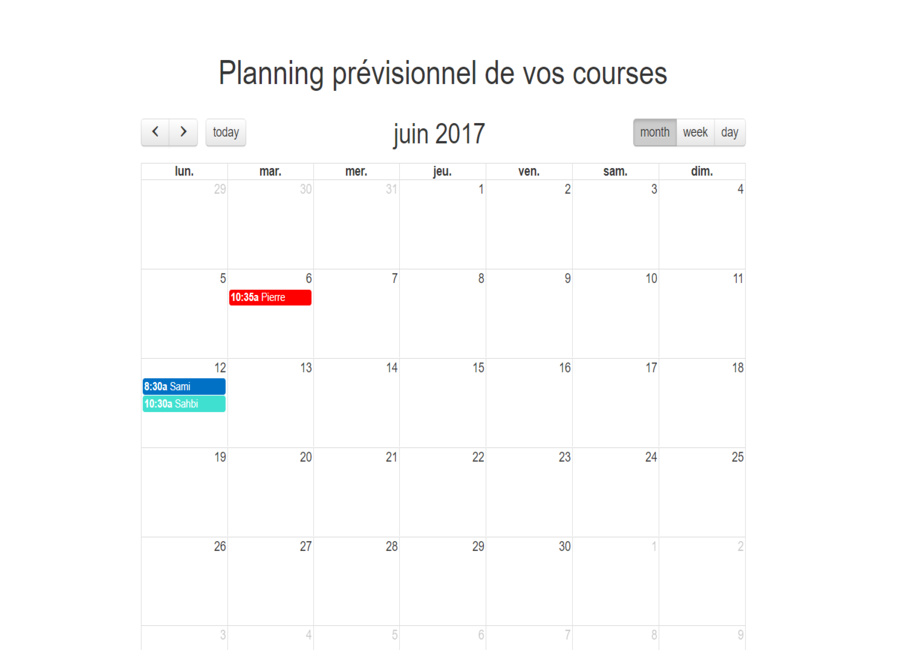 Planning prévisionnel de vos courses
today juin 2017 month week day
lun. mar. mer. jeu. ven. sam. dim.
29 30 31 1 2 3 4
5 6 7 8 9 10 11
10:35a Pierre
12 13 14 15 16 17 18
8:30a Sami
10:30a Sahbi
19 20 21 22 23 24 25
26 27 28 29 30 1 2
3 4 5 6 7 8 9